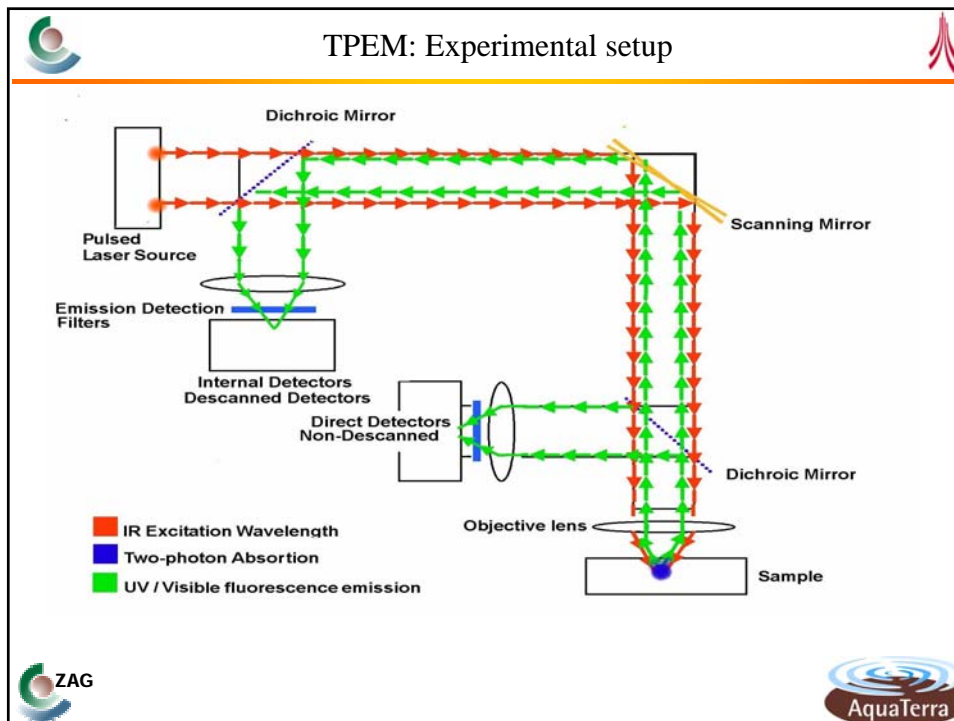 TPEM: Experimental setup
Dichroic Mirror
Scanning Mirror
Pulsed
Laser Source
Emission Detection
Filters
Internal Detectors
Descanned Detectors
Direct Detectors
Non-Descanned
Dichroic Mirror
Objective lens
Sample
IR Excitation Wavelength
Two-photon Absortion
UV / Visible fluorescence emission
ZAG
AquaTerra